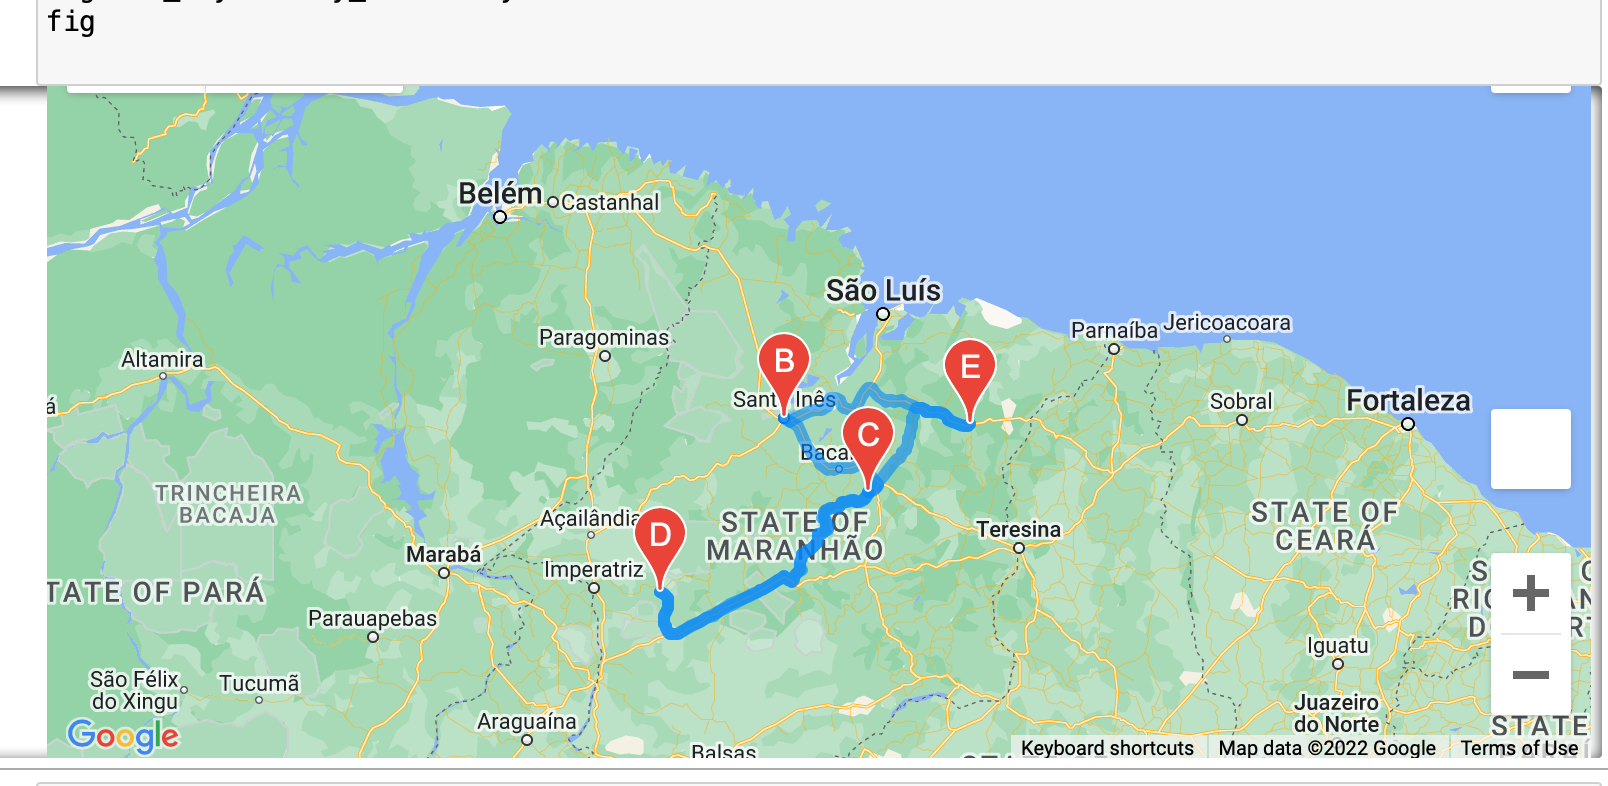 fig
Belém
Castanhal
São Luís
Paragominas
Parnaíba
Jericoacoara
Altamira
B
E
á
Sant Inês
Sobral
Fortaleza
C
Baca
TRINCHEIRA
BACAJA
Açailândia
STATE OF
MARANHÃO
Teresina
STATE OF
CEARÁ
D
Marabá
Imperatriz
TATE OF PARÁ
Parauapebas
Iguatu
São Félix
do Xingu
Tucumã
Juazeiro
do Norte
Araguaína
STATE
Google
Balsas
Keyboard shortcuts
Map data ©2022 Google
Terms of Use